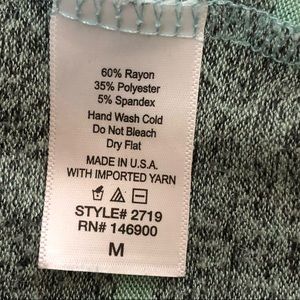 60% Rayon
35% Polyester
5% Spandex
Hand Wash Cold
Do Not Bleach
Dry Flat
MADE IN U.S.A.
WITH IMPORTED YARN
STYLE# 2719
RN# 146900
M